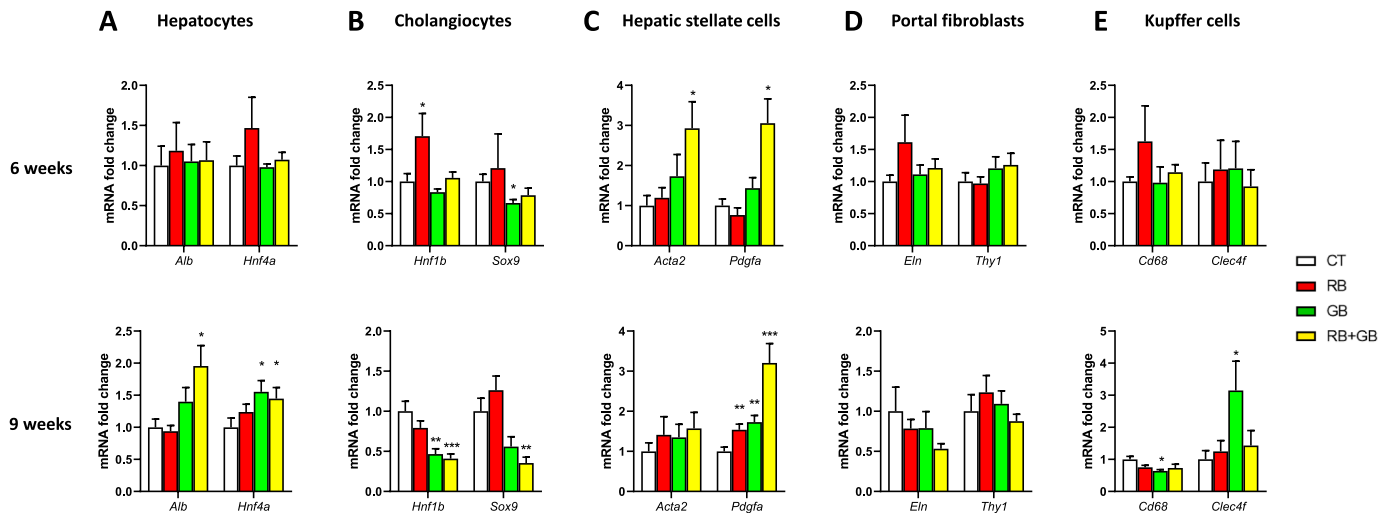 A Hepatocytes
B Cholangiocytes
C Hepatic stellate cells
D Portal fibroblasts
E Kupffer cells
6 weeks
mRNA fold change
2.0
1.5
1.0
0.5
0.0
Alb Hnf4a
mRNA fold change
2.5
2.0
1.5
1.0
0.5
0.0
*
*
Hnf1b Sox9
mRNA fold change
4
3
2
1
0
*
*
Acta2 Pdgfa
mRNA fold change
2.5
2.0
1.5
1.0
0.5
0.0
Eln Thy1
mRNA fold change
2.5
2.0
1.5
1.0
0.5
0.0
Cd68 Clec4f
CT
RB
GB
RB+GB
9 weeks
mRNA fold change
2.5
2.0
1.5
1.0
0.5
0.0
*
* *
Alb Hnf4a
mRNA fold change
2.0
1.5
1.0
0.5
0.0
** ***
**
Hnf1b Sox9
mRNA fold change
4
3
2
1
0
** ** ***
Acta2 Pdgfa
mRNA fold change
2.0
1.5
1.0
0.5
0.0
Eln Thy1
mRNA fold change
5
4
3
2
1
0
*
*
Cd68 Clec4f